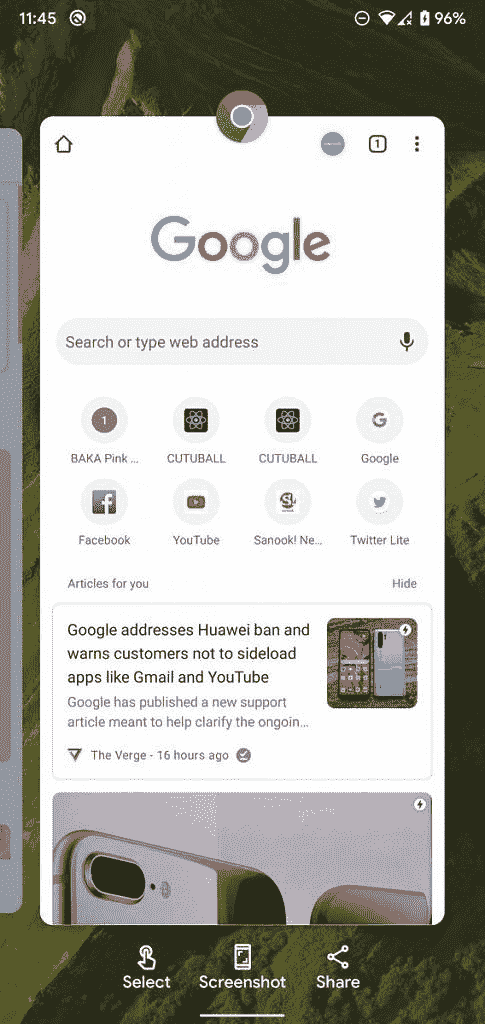 11:45
96%
1
Google
Search or type web address
1
BAKA Pink ...
CUTUBALL
CUTUBALL
Google
Facebook
YouTube
Sanook! Ne...
Twitter Lite
Articles for you
Hide
Google addresses Huawei ban and
warns customers not to sideload
apps like Gmail and YouTube
Google has published a new support
article meant to help clarify the ongoin...
The Verge - 16 hours ago
Select
Screenshot
Share